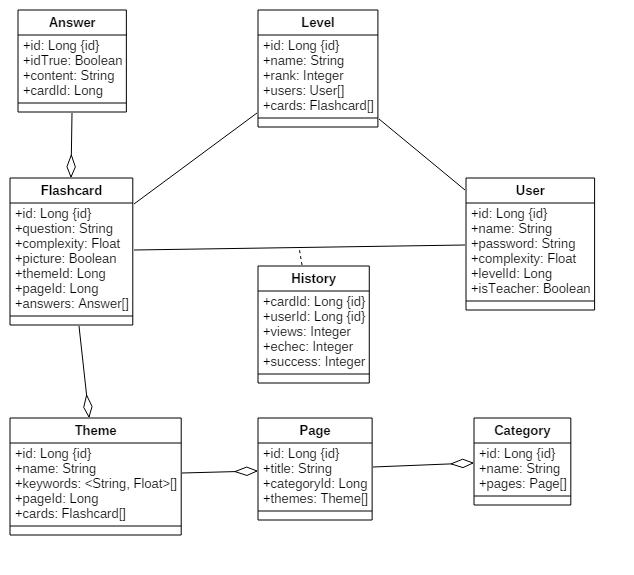 Answer
+id: Long {id}
+idTrue: Boolean
+content: String
+cardId: Long
Level
+id: Long {id}
+name: String
+rank: Integer
+users: User[]
+cards: Flashcard[]
Flashcard
+id: Long {id}
+question: String
+complexity: Float
+picture: Boolean
+themeId: Long
+pageId: Long
+answers: Answer[]
User
+id: Long {id}
+name: String
+password: String
+complexity: Float
+levelId: Long
+isTeacher: Boolean
History
+cardId: Long {id}
+userId: Long {id}
+views: Integer
+echec: Integer
+success: Integer
Theme
+id: Long {id}
+name: String
+keywords: <String, Float>[]
+pageId: Long
+cards: Flashcard[]
Page
+id: Long {id}
+title: String
+categoryId: Long
+themes: Theme[]
Category
+id: Long {id}
+name: String
+pages: Page[]